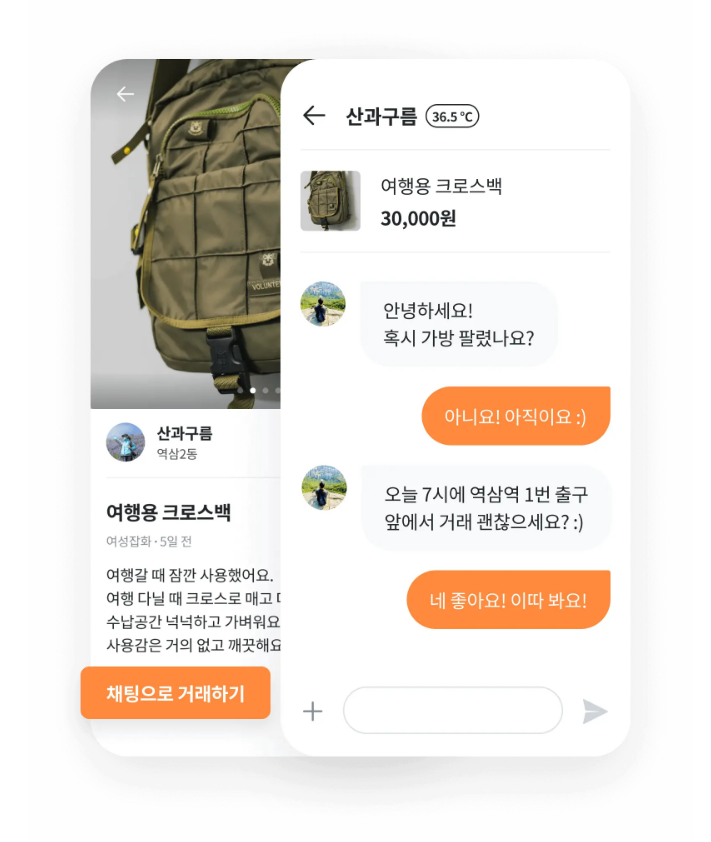 VOLUNTE
산과구름
역삼2동
여행용 크로스백
여성잡화 · 5일 전
여행갈 때 잠깐 사용했어요.
여행 다닐 때 크로스로 매고
수납공간 넉넉하고 가벼워요
사용감은 거의 없고 깨끗해요
채팅으로 거래하기
산과구름 36.5 °C
여행용 크로스백
30,000원
안녕하세요!
혹시 가방 팔렸나요?
아니요! 아직이요 :)
오늘 7시에 역삼역 1번 출구
앞에서 거래 괜찮으세요? :)
네 좋아요! 이따 봐요!